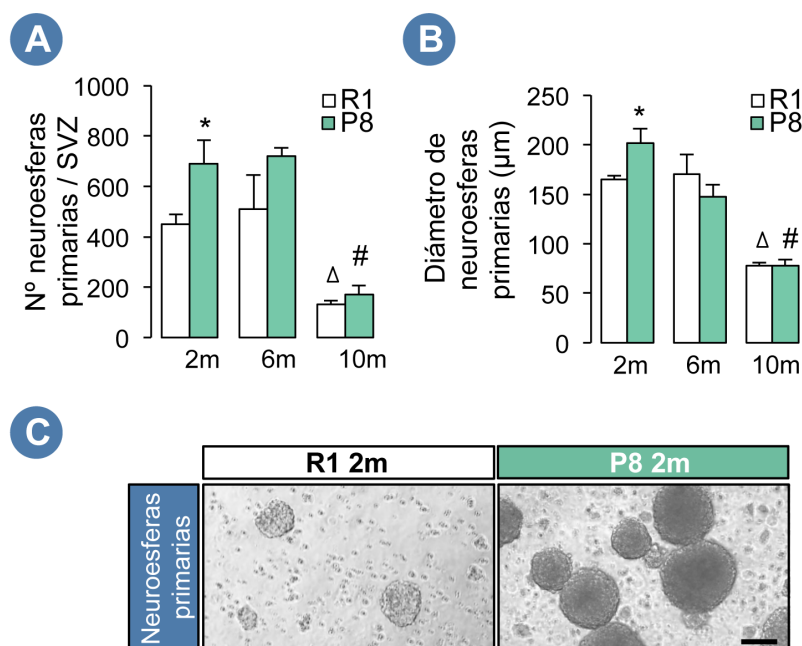 A
Nº neuroesferas
primarias / SVZ
1000
800
600
400
200
0
*
Δ
#
R1
P8
2m
6m
10m
B
Diámetro de
neuroesferas
primarias (µm)
250
200
150
100
50
0
*
Δ
#
R1
P8
2m
6m
10m
C
R1 2m
P8 2m
Neuroesferas
primarias